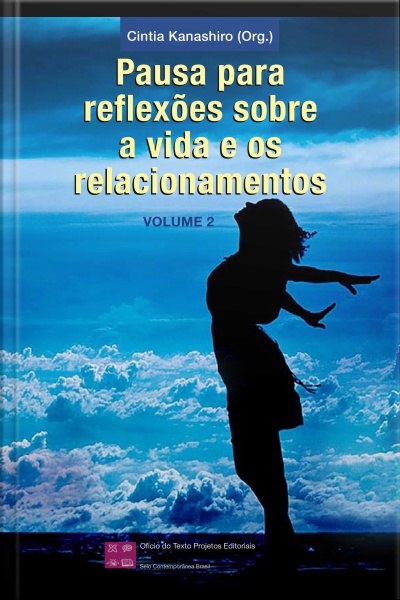 Cintia Kanashiro (Org.)
Pausa para
reflexões sobre
a vida e os
relacionamentos
VOLUME 2
Ofício do Texto Projetos Editoriais
Selo Contemporânea Brasil